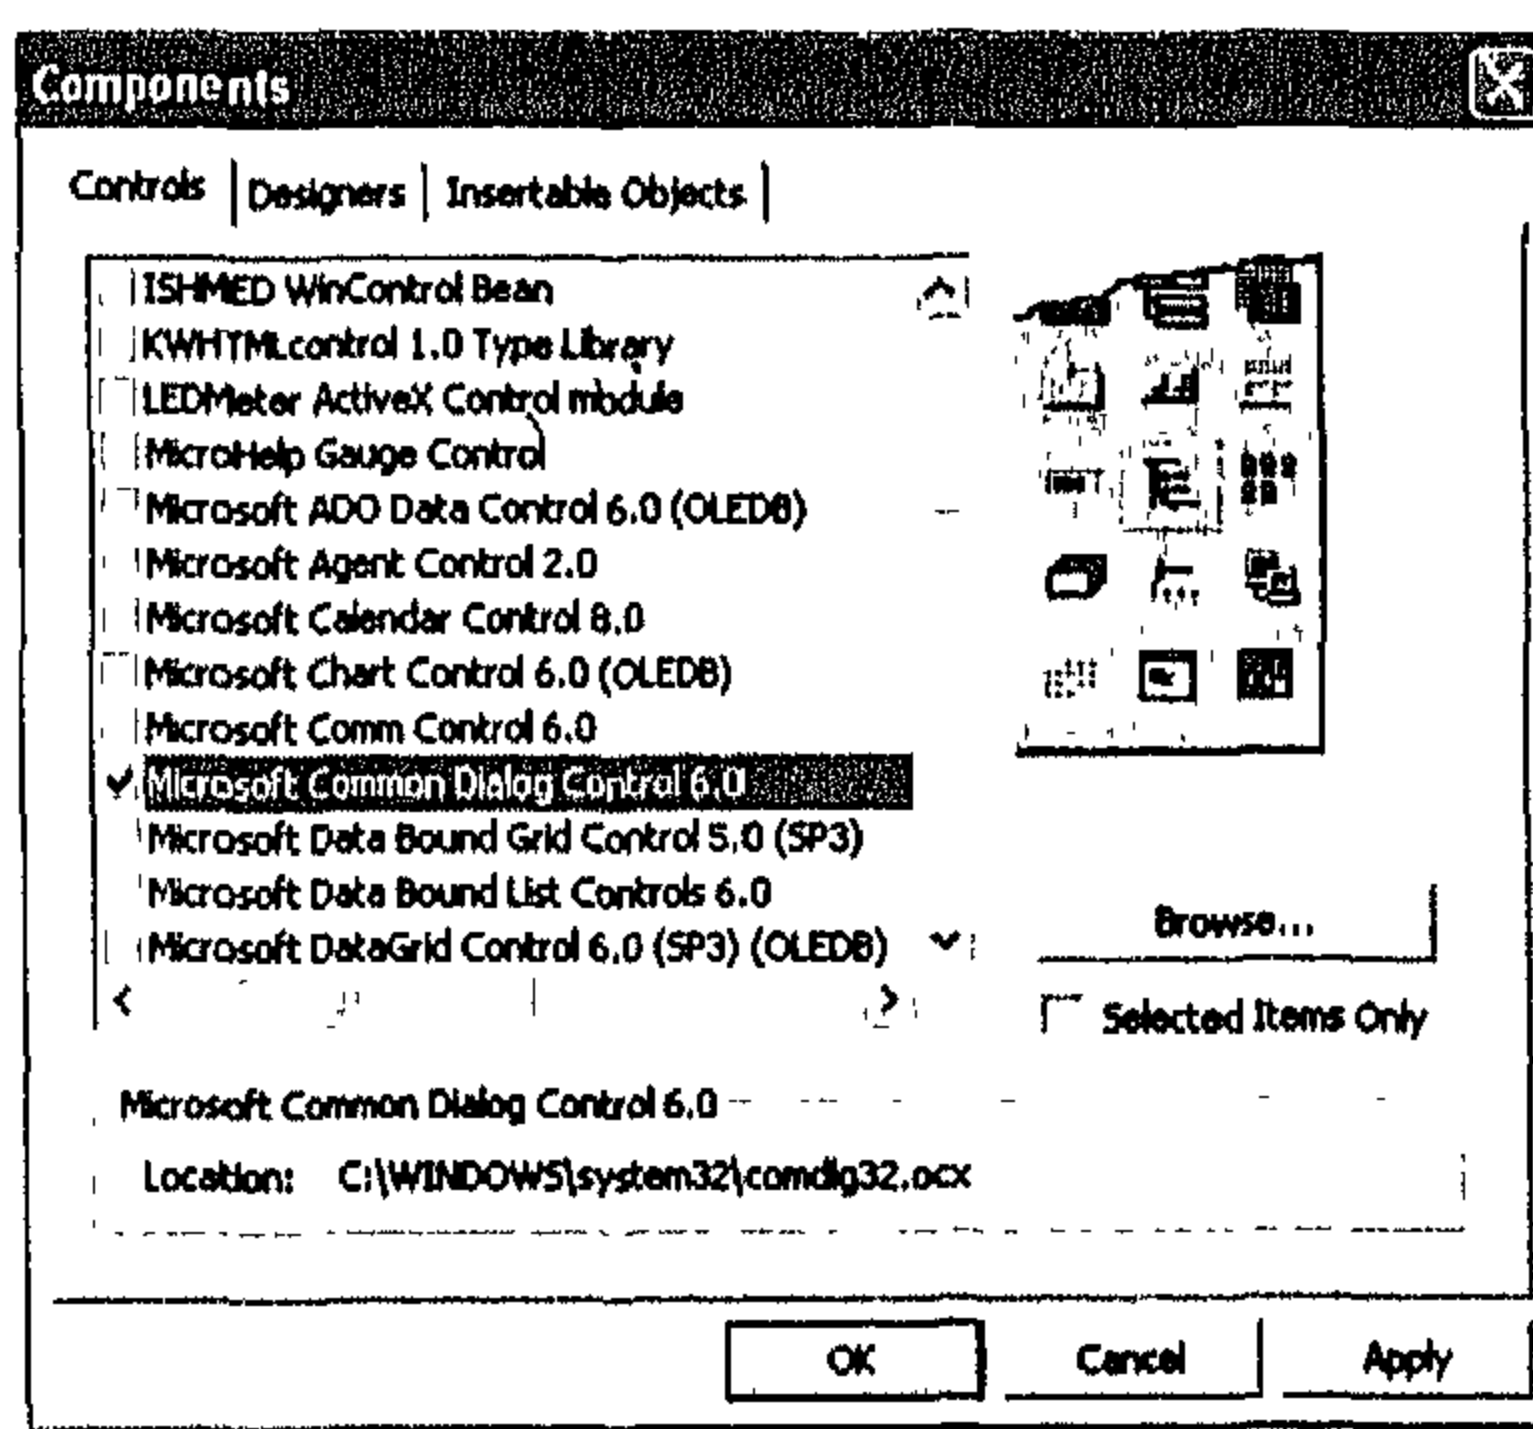 Components
Controls Designers Insertable Objects
ISHMED WinControl Bean
KWHTMLcontrol 1.0 Type Library
LEDMeter ActiveX Control module
MicroHelp Gauge Control
Microsoft ADO Data Control 6.0 (OLEDB)
Microsoft Agent Control 2.0
Microsoft Calendar Control 8.0
Microsoft Chart Control 6.0 (OLEDB)
Microsoft Comm Control 6.0
Microsoft Common Dialog Control 6.0
Microsoft Data Bound Grid Control 5.0 (SP3)
Microsoft Data Bound List Controls 6.0
Microsoft DataGrid Control 6.0 (SP3) (OLEDB)
Browse...
Selected Items Only
Microsoft Common Dialog Control 6.0
Location: C:\WINDOWS\system32\comdlg32.ocx
OK Cancel Apply